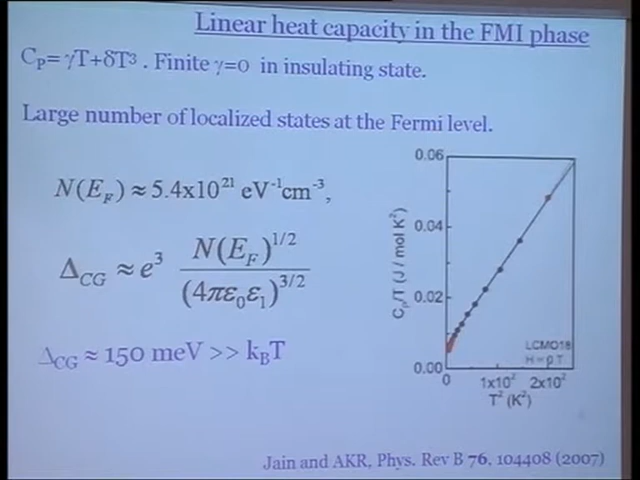 Linear heat capacity in the FMI phase
C_P= γT+δT³ . Finite γ=0 in insulating state.
Large number of localized states at the Fermi level.
N(E_F) ≈ 5.4x10²¹ eV⁻¹cm⁻³,
Δ_CG ≈ e³ N(E_F)^1/2 / (4πε₀ε₁)^3/2
Δ_CG ≈ 150 meV >> k_BT
0.06
0.04
0.02
0.00
C_p/T (J / mol K²)
LCMO18
H = 0 T
0 1x10² 2x10²
T² (K²)
Jain and AKR, Phys. Rev B 76, 104408 (2007)